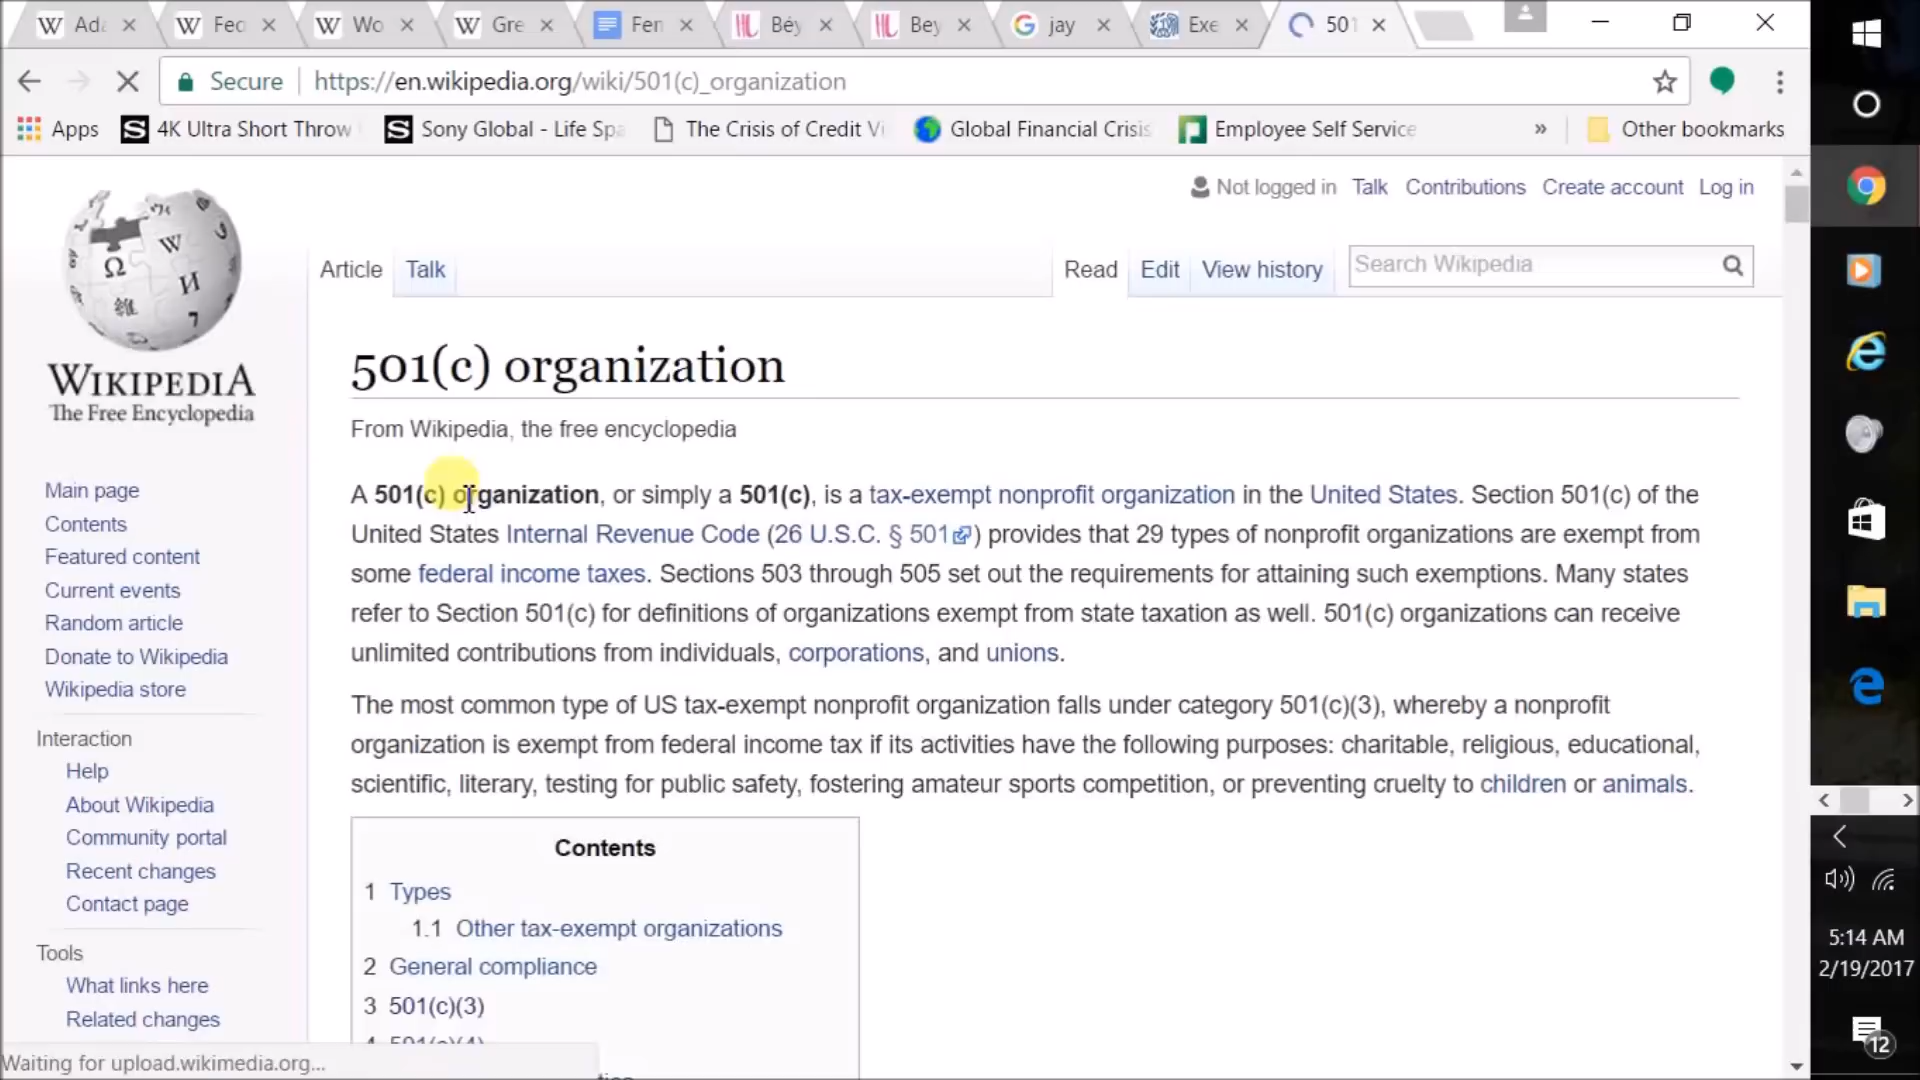 Ada
Fed
Wo
Gre
Fen
Bey
Bey
jay
Exe
501
Secure
https://en.wikipedia.org/wiki/501(c)_organization
Apps
4K Ultra Short Throw
Sony Global - Life Spa
The Crisis of Credit Vi
Global Financial Crisis
Employee Self Service
»
Other bookmarks
Not logged in Talk Contributions Create account Log in
Article Talk
Read Edit View history
Search Wikipedia
WIKIPEDIA
The Free Encyclopedia
501(c) organization
From Wikipedia, the free encyclopedia
A 501(c) organization, or simply a 501(c), is a tax-exempt nonprofit organization in the United States. Section 501(c) of the
United States Internal Revenue Code (26 U.S.C. § 501) provides that 29 types of nonprofit organizations are exempt from
some federal income taxes. Sections 503 through 505 set out the requirements for attaining such exemptions. Many states
refer to Section 501(c) for definitions of organizations exempt from state taxation as well. 501(c) organizations can receive
unlimited contributions from individuals, corporations, and unions.
The most common type of US tax-exempt nonprofit organization falls under category 501(c)(3), whereby a nonprofit
organization is exempt from federal income tax if its activities have the following purposes: charitable, religious, educational,
scientific, literary, testing for public safety, fostering amateur sports competition, or preventing cruelty to children or animals.
Contents
1 Types
1.1 Other tax-exempt organizations
2 General compliance
3 501(c)(3)
4 501(c)(4)
Main page
Contents
Featured content
Current events
Random article
Donate to Wikipedia
Wikipedia store
Interaction
Help
About Wikipedia
Community portal
Recent changes
Contact page
Tools
What links here
Related changes
Waiting for upload.wikimedia.org...
5:14 AM
2/19/2017
12